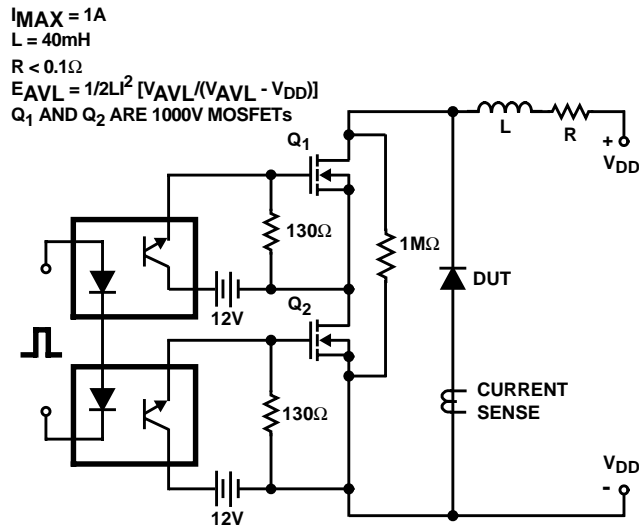 IMAX = 1A
L = 40mH
R < 0.1Ω
EAVL = 1/2LI² [VAVL/(VAVL - VDD)]
Q1 AND Q2 ARE 1000V MOSFETs
Q1
L
R
+
VDD
130Ω
1MΩ
12V
DUT
Q2
CURRENT
SENSE
130Ω
VDD
-
12V